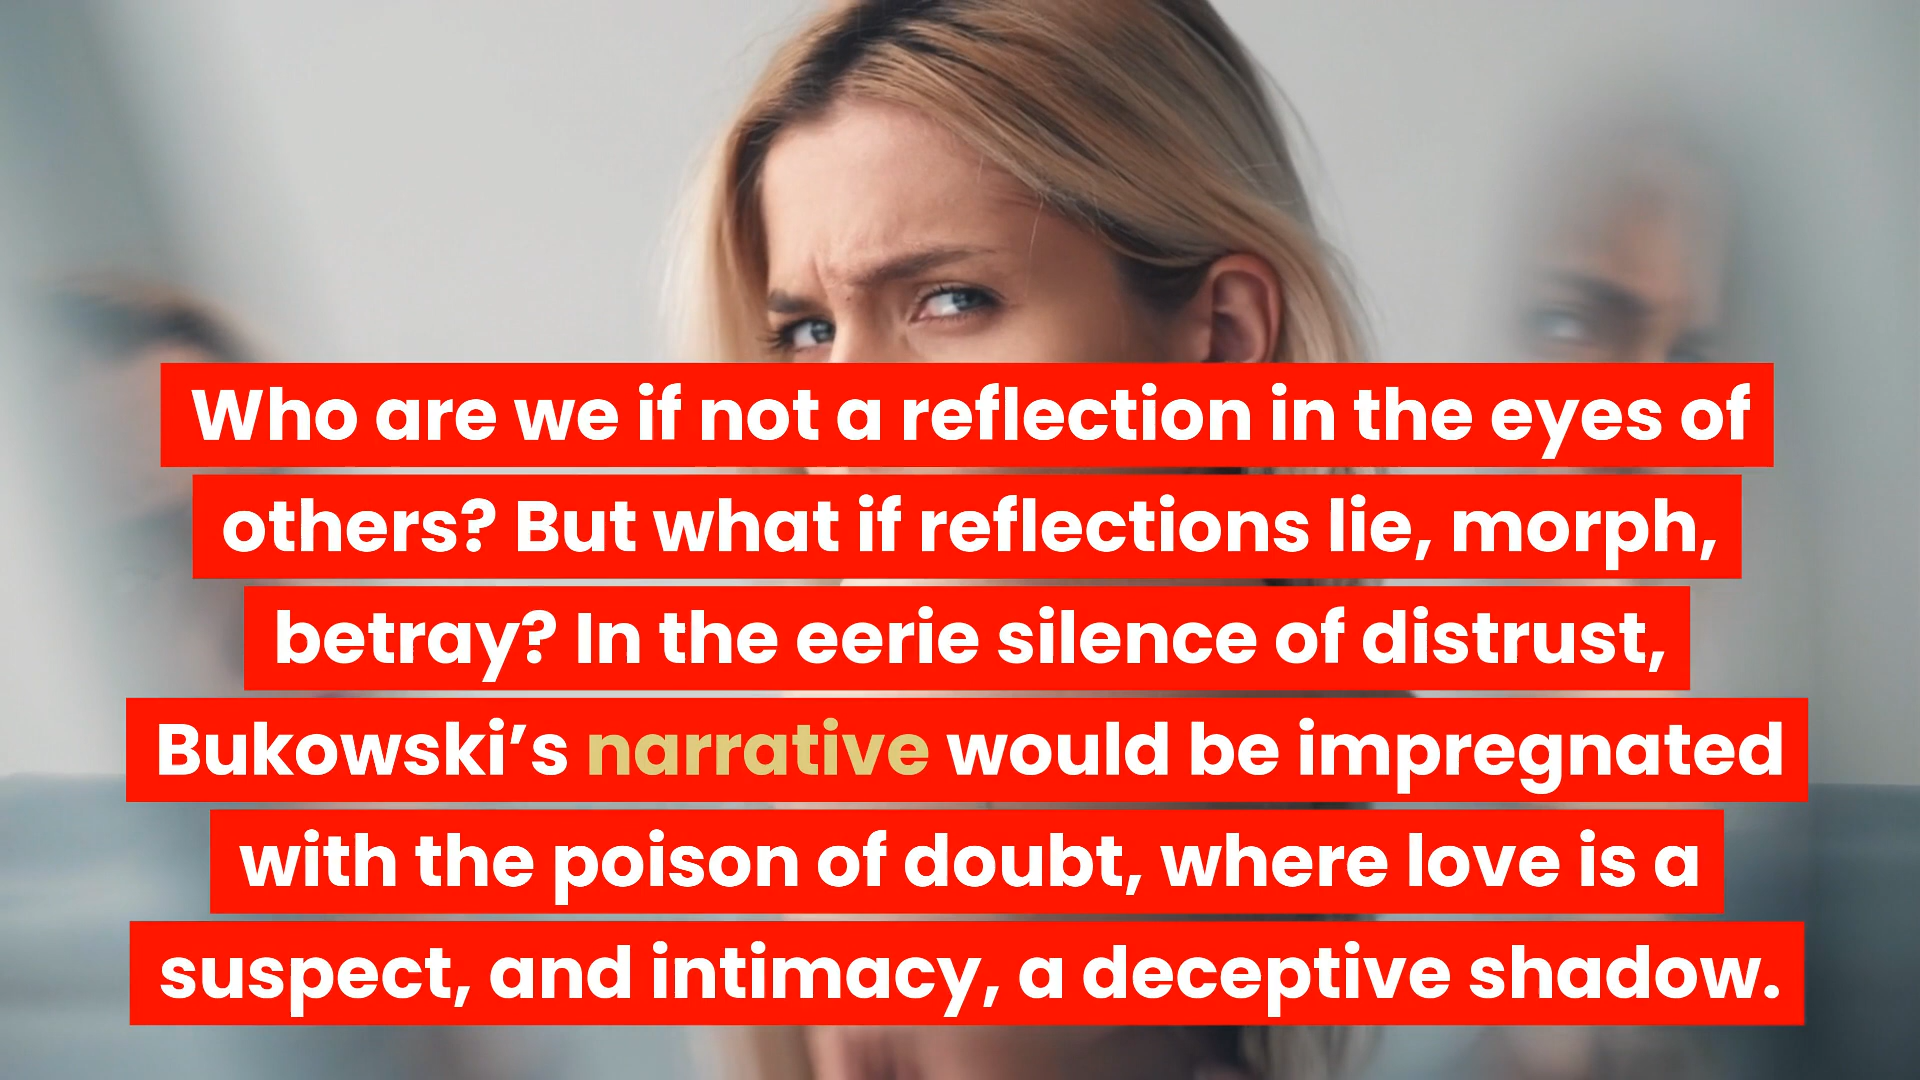 Who are we if not a reflection in the eyes of
others? But what if reflections lie, morph,
betray? In the eerie silence of distrust,
Bukowski’s narrative would be impregnated
with the poison of doubt, where love is a
suspect, and intimacy, a deceptive shadow.